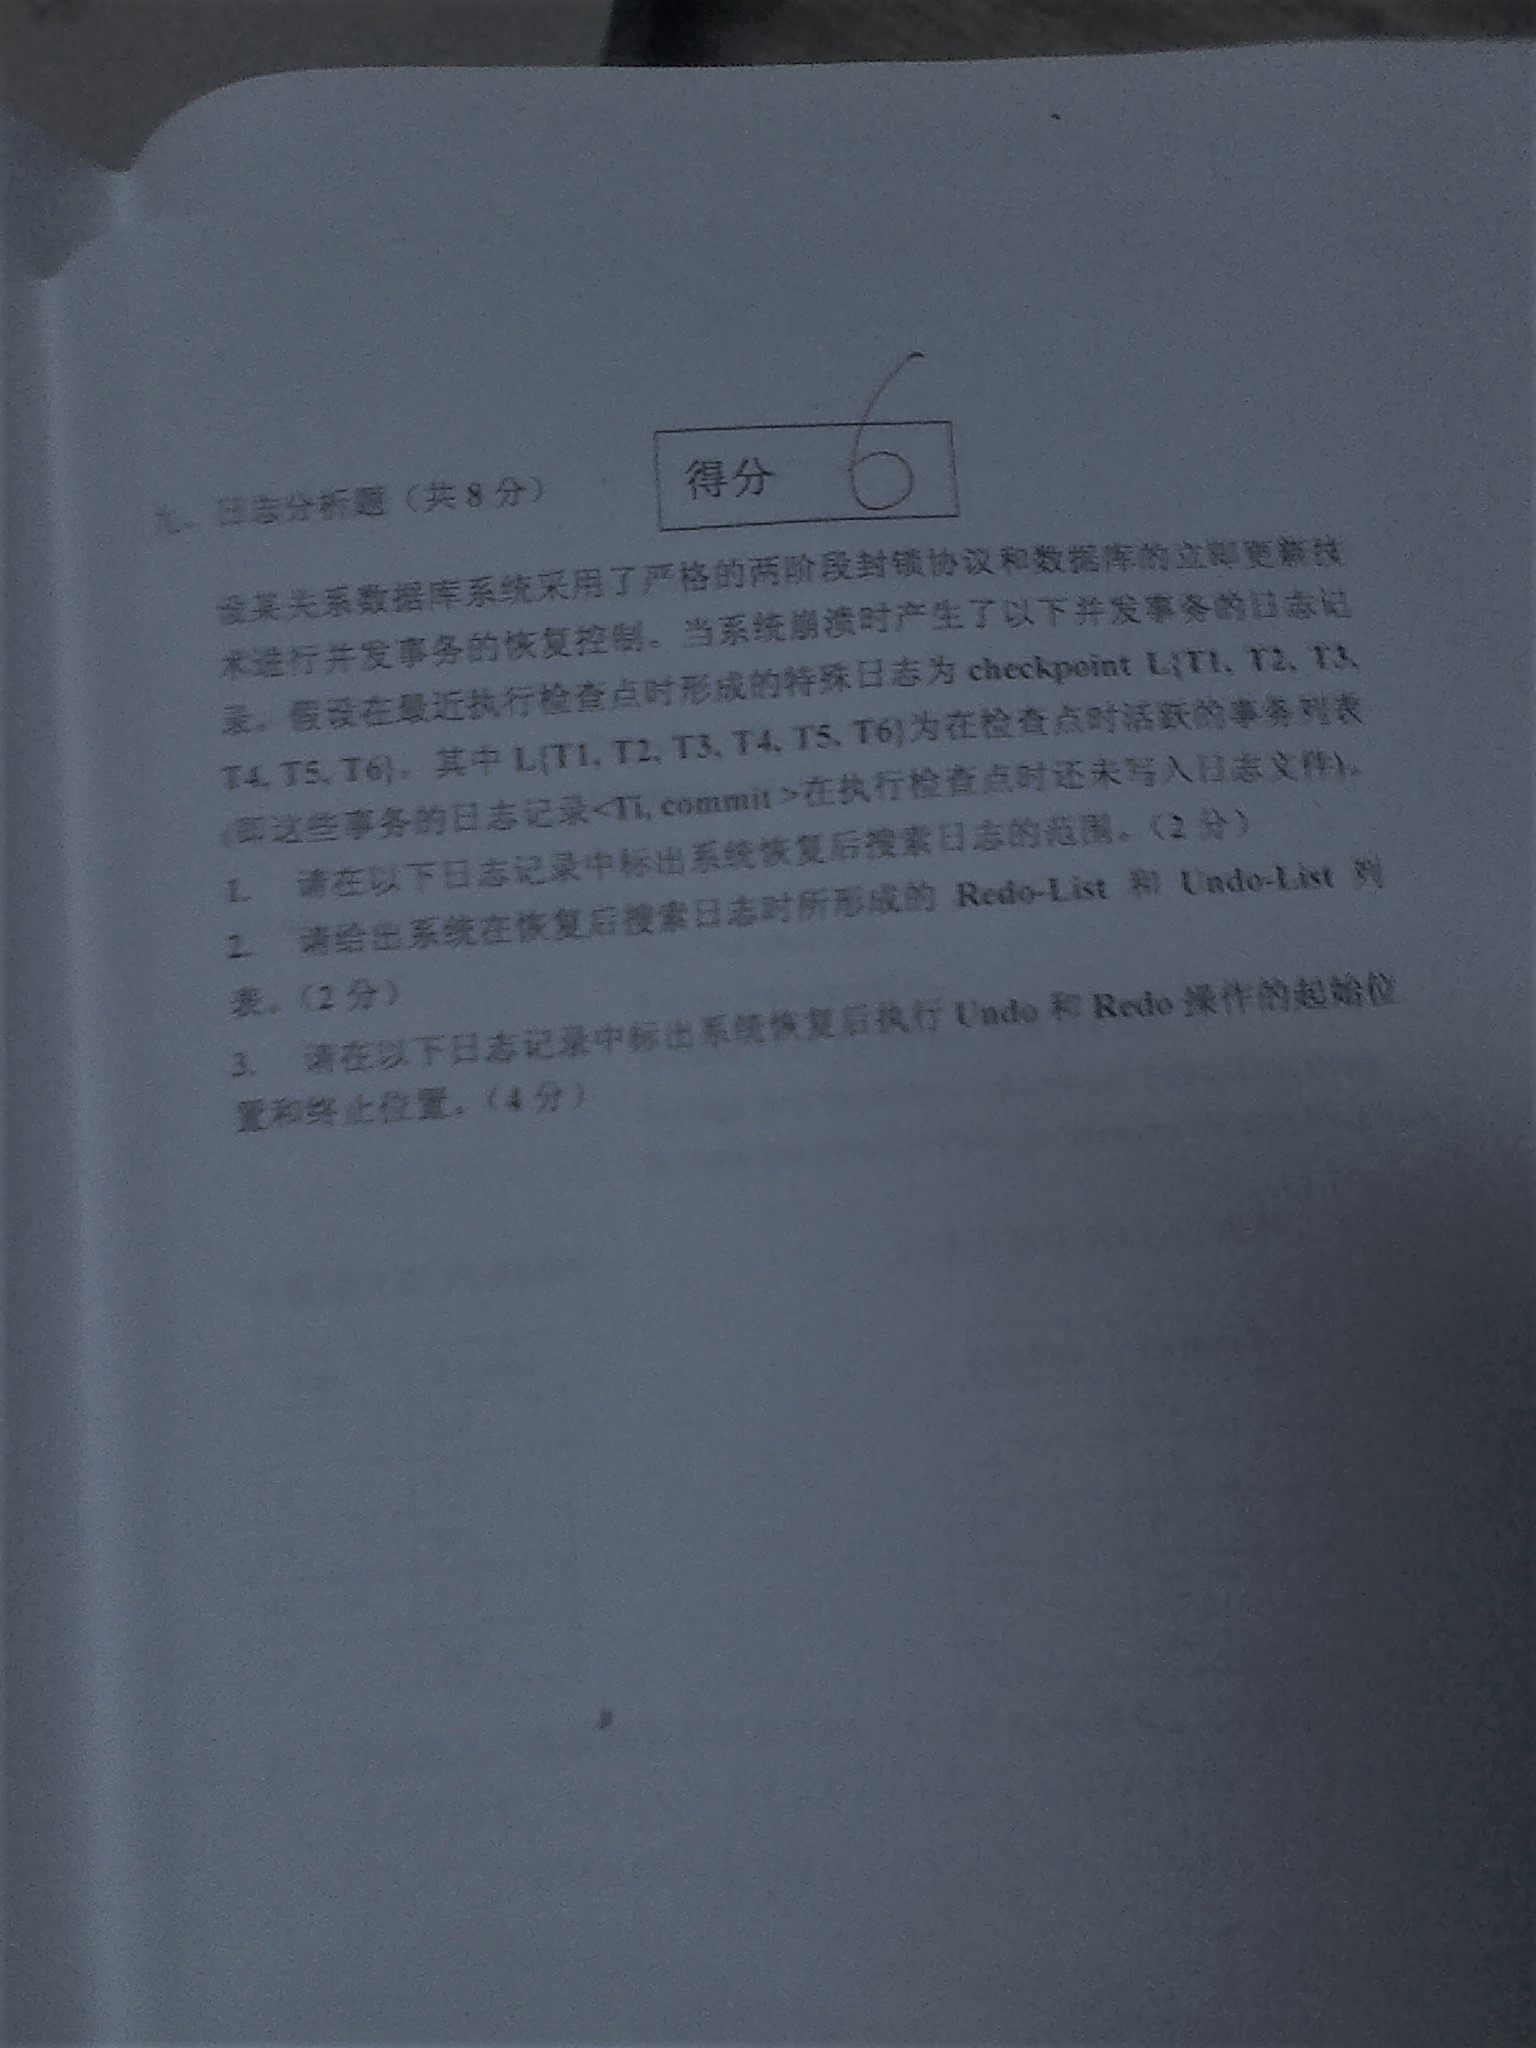 九、日志分析题（共 8 分）
得分 6
设某关系数据库系统采用了严格的两阶段封锁协议和数据库的立即更新技
术进行并发事务的恢复控制。当系统崩溃时产生了以下并发事务的日志记
录。假设在最近执行检查点时形成的特殊日志为 checkpoint L{T1, T2, T3,
T4, T5, T6}。其中 L{T1, T2, T3, T4, T5, T6}为在检查点时活跃的事务列表
(即这些事务的日志记录<Ti, commit >在执行检查点时还未写入日志文件)。
1. 请在以下日志记录中标出系统恢复后搜索日志的范围。（2 分）
2. 请给出系统在恢复后搜索日志时所形成的 Redo-List 和 Undo-List 列
表。（2 分）
3. 请在以下日志记录中标出系统恢复后执行 Undo 和 Redo 操作的起始位
置和终止位置。（4 分）